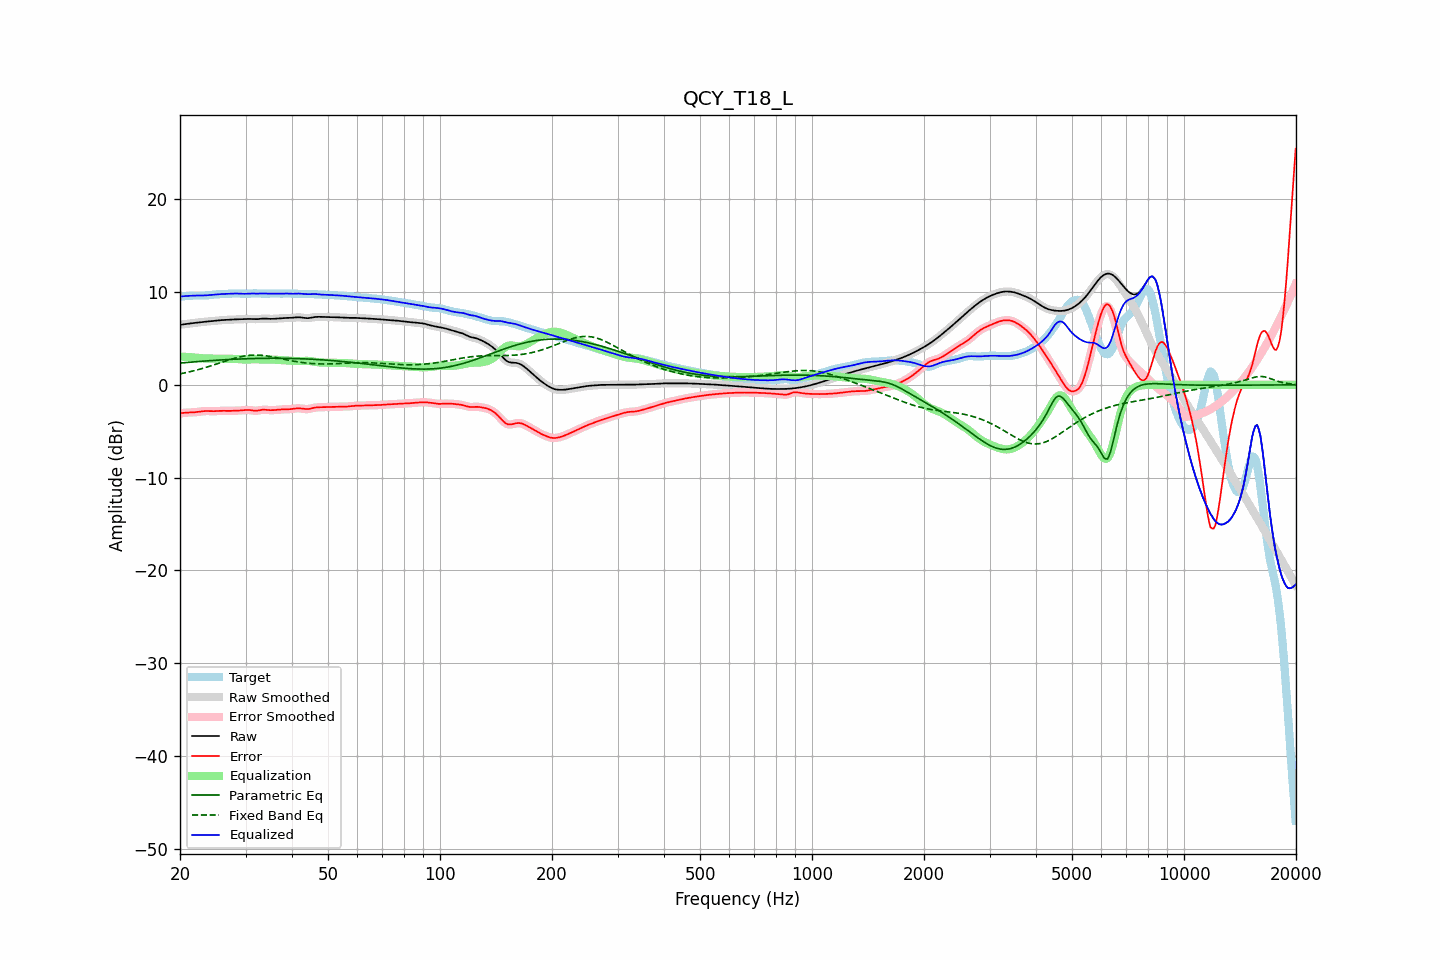 QCY_T18_L
Amplitude (dBr)
20
10
0
−10
−20
−30
−40
−50
Target
Raw Smoothed
Error Smoothed
Raw
Error
Equalization
Parametric Eq
Fixed Band Eq
Equalized
20 50 100 200 500 1000 2000 5000 10000 20000
Frequency (Hz)